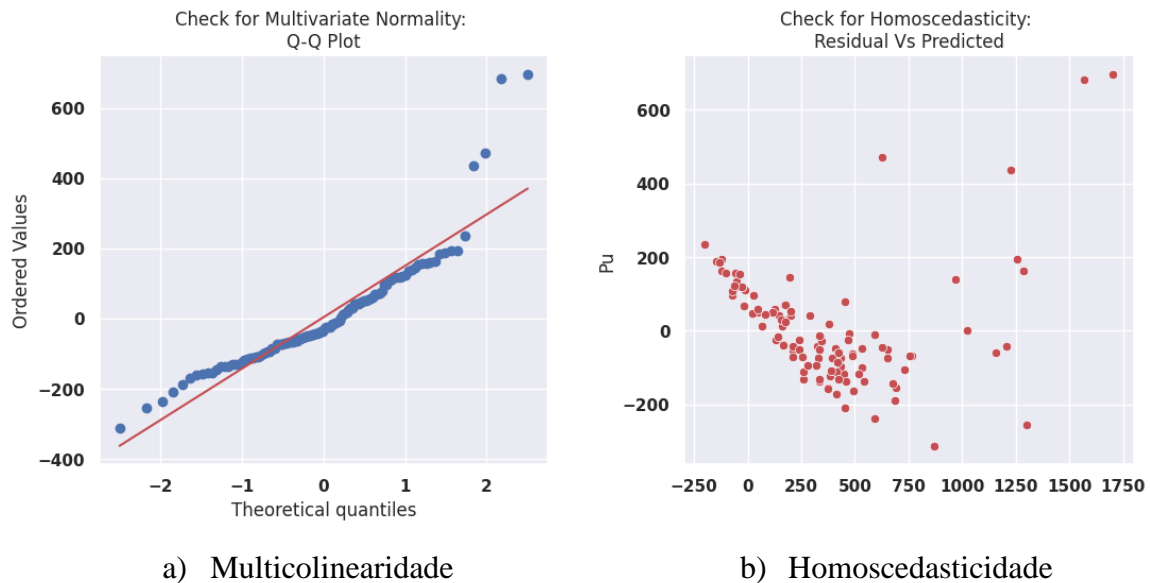 Check for Multivariate Normality:
Q-Q Plot
Ordered Values
600
400
200
0
−200
−400
−2
−1
0
1
2
Theoretical quantiles
a) Multicolinearidade
Check for Homoscedasticity:
Residual Vs Predicted
Pu
600
400
200
0
−200
−250
0
250
500
750
1000
1250
1500
1750
b) Homoscedasticidade